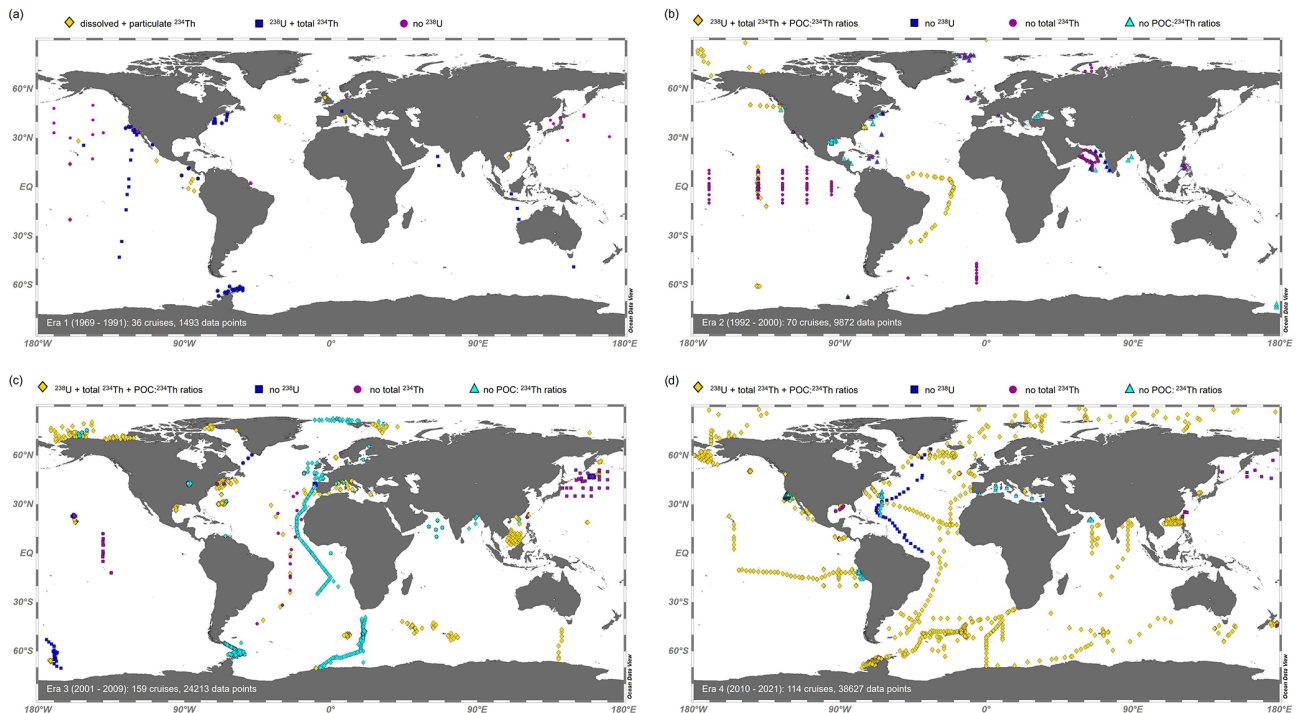 (a)
dissolved + particulate ²³⁴Th
²³⁸U + total ²³⁴Th
no ²³⁸U
60°N
30°N
EQ
30°S
60°S
Era 1 (1969 - 1991): 36 cruises, 1493 data points
Ocean Data View
180°W
90°W
0°E
90°E
180°E
(b)
²³⁸U + total ²³⁴Th + POC:²³⁴Th ratios
no ²³⁸U
no total ²³⁴Th
no POC:²³⁴Th ratios
60°N
30°N
EQ
30°S
60°S
Era 2 (1992 - 2000): 70 cruises, 9872 data points
Ocean Data View
180°W
90°W
0°E
90°E
180°E
(c)
²³⁸U + total ²³⁴Th + POC:²³⁴Th ratios
no ²³⁸U
no total ²³⁴Th
no POC: ²³⁴Th ratios
60°N
30°N
EQ
30°S
60°S
Era 3 (2001 - 2009): 159 cruises, 24213 data points
Ocean Data View
180°W
90°W
0°E
90°E
180°E
(d)
²³⁸U + total ²³⁴Th + POC:²³⁴Th ratios
no ²³⁸U
no total ²³⁴Th
no POC: ²³⁴Th ratios
60°N
30°N
EQ
30°S
60°S
Era 4 (2010 - 2021): 114 cruises, 38627 data points
Ocean Data View
180°W
90°W
0°E
90°E
180°E